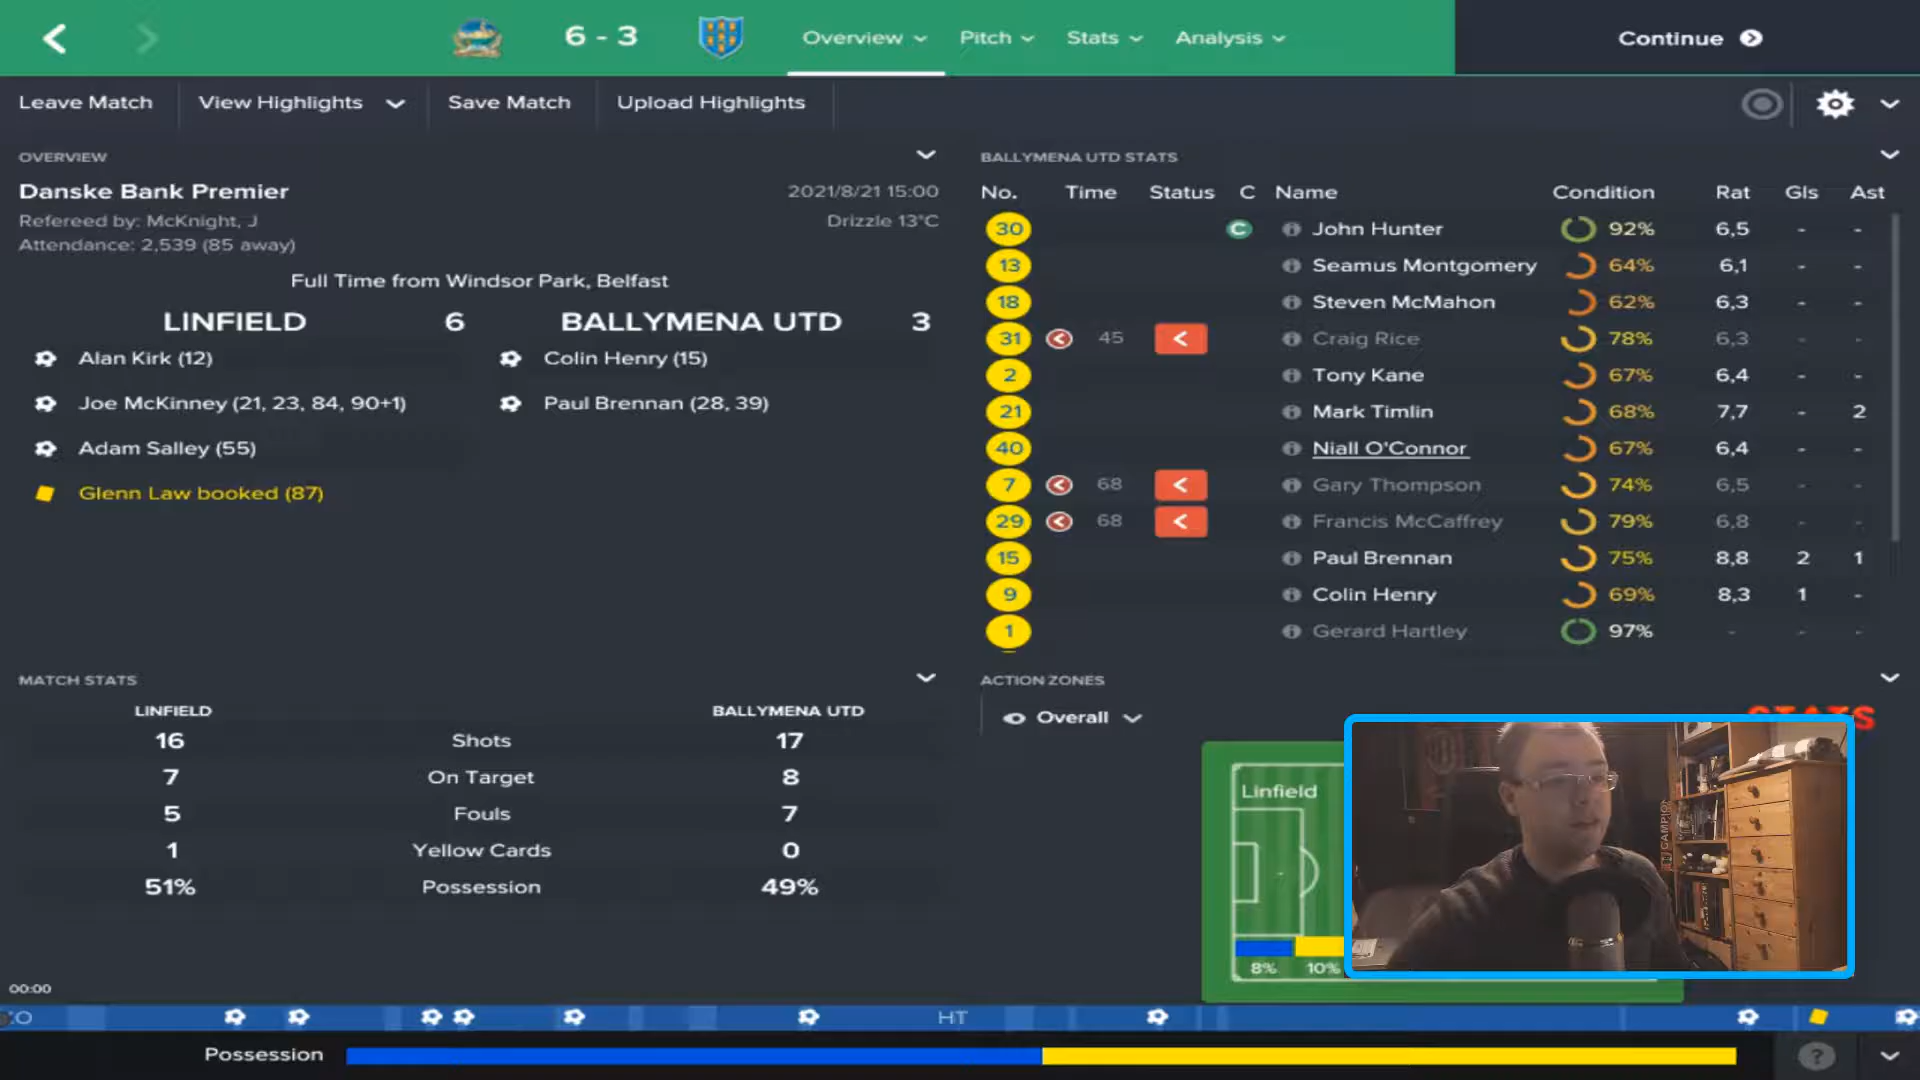 6 - 3
Overview
Pitch
Stats
Analysis
Continue
Leave Match
View Highlights
Save Match
Upload Highlights
OVERVIEW
Danske Bank Premier
2021/8/21 15:00
Refereed by: McKnight, J
Drizzle 13°C
Attendance: 2,539 (85 away)
Full Time from Windsor Park, Belfast
LINFIELD 6 BALLYMENA UTD 3
Alan Kirk (12) Colin Henry (15)
Joe McKinney (21, 23, 84, 90+1) Paul Brennan (28, 39)
Adam Salley (55)
Glenn Law booked (87)
BALLYMENA UTD STATS
No. Time Status C Name Condition Rat Gls Ast
30 C John Hunter 92% 6,5 - -
13 Seamus Montgomery 64% 6,1 - -
18 Steven McMahon 62% 6,3 - -
31 45 Craig Rice 78% 6,3 - -
2 Tony Kane 67% 6,4 - -
21 Mark Timlin 68% 7,7 - 2
40 Niall O'Connor 67% 6,4 - -
7 68 Gary Thompson 74% 6,5 - -
29 68 Francis McCaffrey 79% 6,8 - -
15 Paul Brennan 75% 8,8 2 1
9 Colin Henry 69% 8,3 1 -
1 Gerard Hartley 97% - - -
MATCH STATS
LINFIELD BALLYMENA UTD
16 Shots 17
7 On Target 8
5 Fouls 7
1 Yellow Cards 0
51% Possession 49%
ACTION ZONES
Overall
STATS
Linfield
8% 10%
00:00
HT
Possession
?